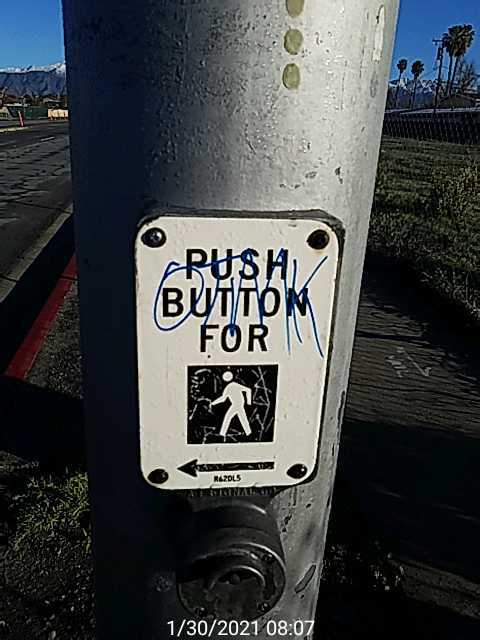 PUSH
BUTTON
FOR
R62DLS
1/30/2021 08:07